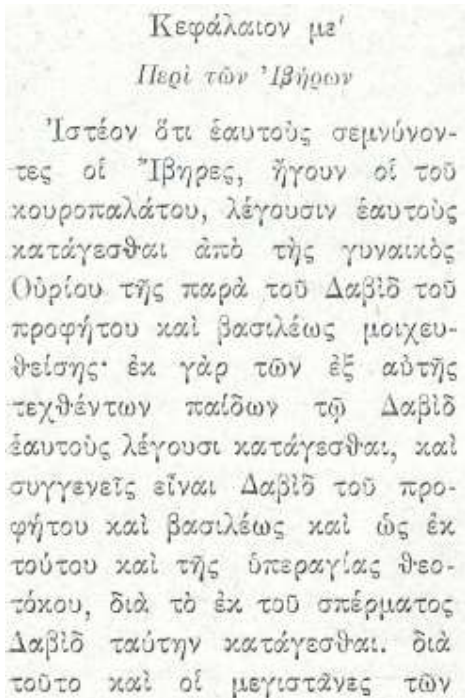 Κεφάλαιον με'
Περὶ τῶν Ἰβήρων
Ἰστέον ὅτι ἑαυτοὺς σεμνύνον-
τες οἱ Ἴβηρες, ἤγουν οἱ τοῦ
κουροπαλάτου, λέγουσιν ἑαυτοὺς
κατάγεσθαι ἀπὸ τῆς γυναικὸς
Οὐρίου τῆς παρὰ τοῦ Δαβὶδ τοῦ
προφήτου καὶ βασιλέως μοιχευ-
θείσης· ἐκ γὰρ τῶν ἐξ αὐτῆς
τεχθέντων παίδων τῷ Δαβὶδ
ἑαυτοὺς λέγουσι κατάγεσθαι, καὶ
συγγενεῖς εἶναι Δαβὶδ τοῦ προ-
φήτου καὶ βασιλέως καὶ ὡς ἐκ
τούτου καὶ τῆς ὑπεραγίας θεο-
τόκου, διὰ τὸ ἐκ τοῦ σπέρματος
Δαβὶδ ταύτην κατάγεσθαι. διὰ
τοῦτο καὶ οἱ μεγιστᾶνες τῶν